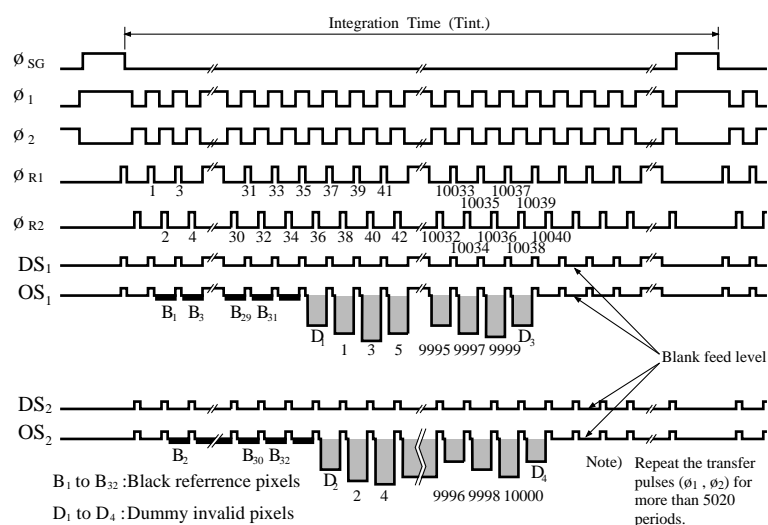 Integration Time (Tint.)
ø SG
ø 1
ø 2
ø R1
1 3 31 33 35 37 39 41 10033 10037
10035 10039
ø R2
2 4 30 32 34 36 38 40 42 10032 10036 10040
10034 10038
DS1
OS1
B1 B3 B29 B31
D1 1 3 5 9995 9997 9999 D3
Blank feed level
DS2
OS2
B2 B30 B32
D2 2 4 9996 9998 10000 D4
B1 to B32 :Black referrence pixels
D1 to D4 :Dummy invalid pixels
Note) Repeat the transfer
pulses (ø1 , ø2) for
more than 5020
periods.